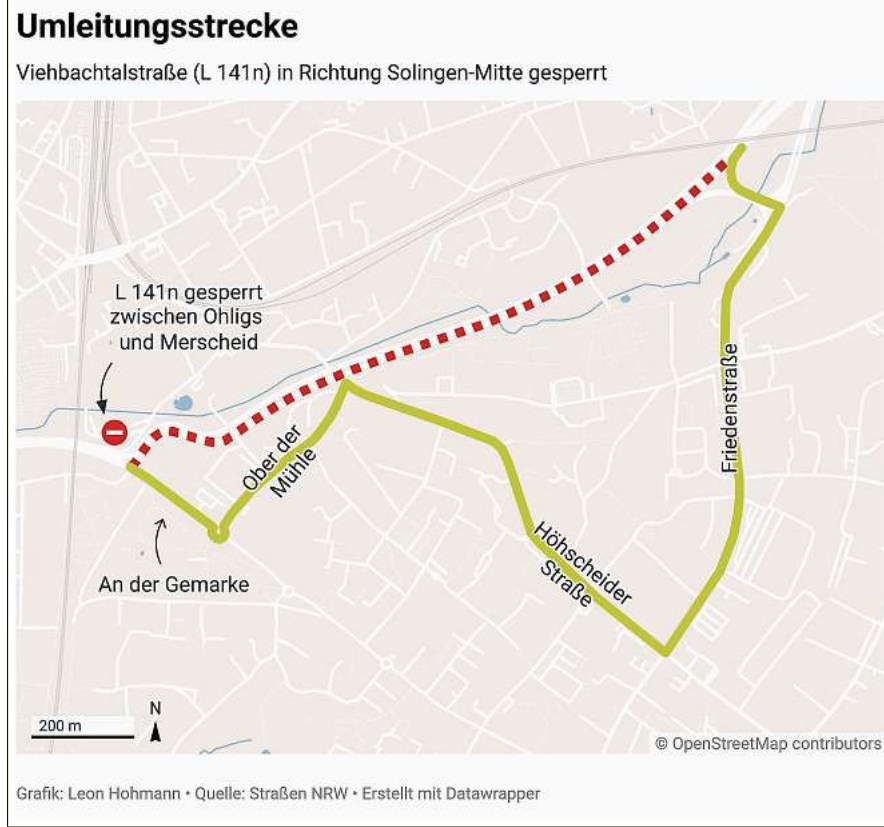 Umleitungsstrecke
Viehbachtalstraße (L 141n) in Richtung Solingen-Mitte gesperrt
L 141n gesperrt
zwischen Ohligs
und Merscheid
Ober der
Mühle
Friedenstraße
An der Gemarke
Höhscheider
Straße
200 m
N
© OpenStreetMap contributors
Grafik: Leon Hohmann • Quelle: Straßen NRW • Erstellt mit Datawrapper